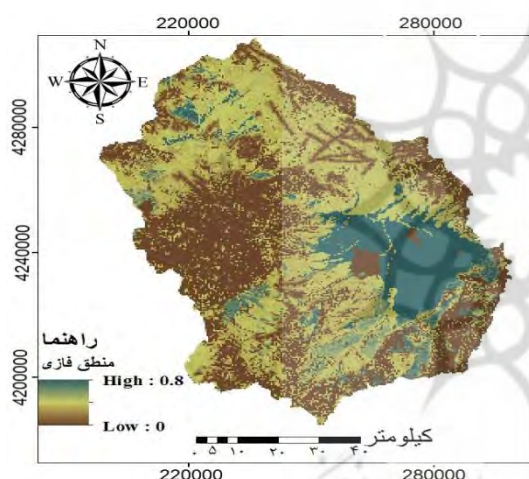 220000 280000
N
W E
S
4280000
4240000
4200000
راهنما
منطق فازی
High : 0.8
Low : 0
کیلومتر
۰ ۵ ۱۰ ۲۰ ۳۰ ۴۰
220000 280000